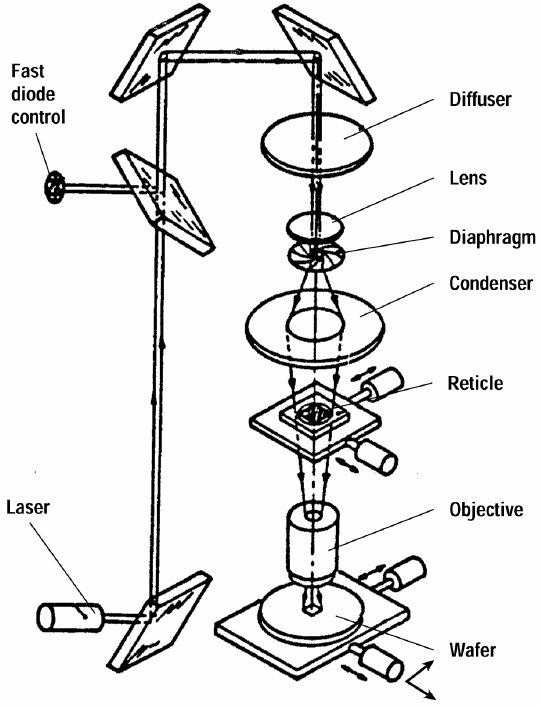 Fast
diode
control
Diffuser
Lens
Diaphragm
Condenser
Reticle
Laser
Objective
Wafer